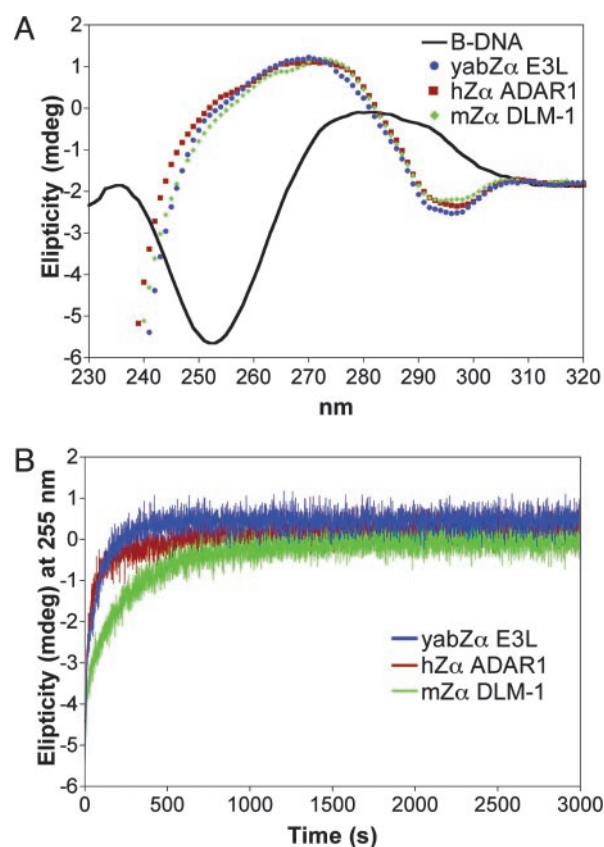 A
B-DNA
yabZα E3L
hZα ADAR1
mZα DLM-1
Elipticity (mdeg)
2
1
0
-1
-2
-3
-4
-5
-6
230 240 250 260 270 280 290 300 310 320
nm
B
Elipticity (mdeg) at 255 nm
2
1
0
-1
-2
-3
-4
-5
-6
yabZα E3L
hZα ADAR1
mZα DLM-1
0 500 1000 1500 2000 2500 3000
Time (s)